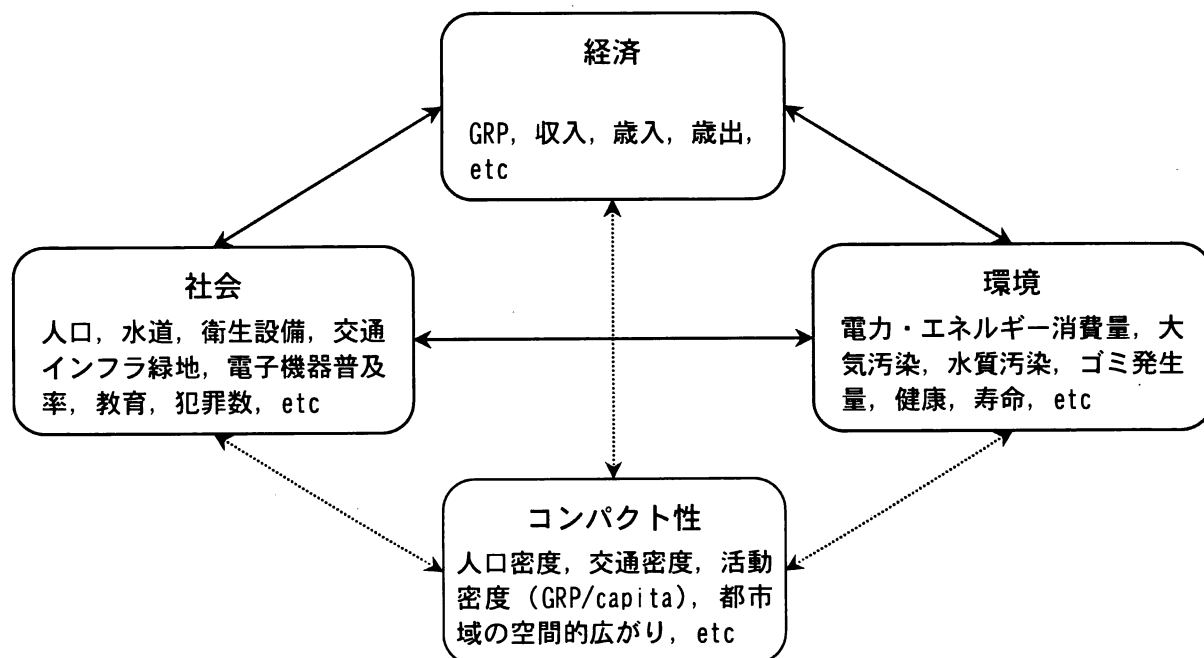 経済
GRP, 収入, 歳入, 歳出,
etc
社会
人口, 水道, 衛生設備, 交通
インフラ緑地, 電子機器普及
率, 教育, 犯罪数, etc
環境
電力・エネルギー消費量, 大
気汚染, 水質汚染, ゴミ発生
量, 健康, 寿命, etc
コンパクト性
人口密度, 交通密度, 活動
密度 (GRP/capita), 都市
域の空間的広がり, etc